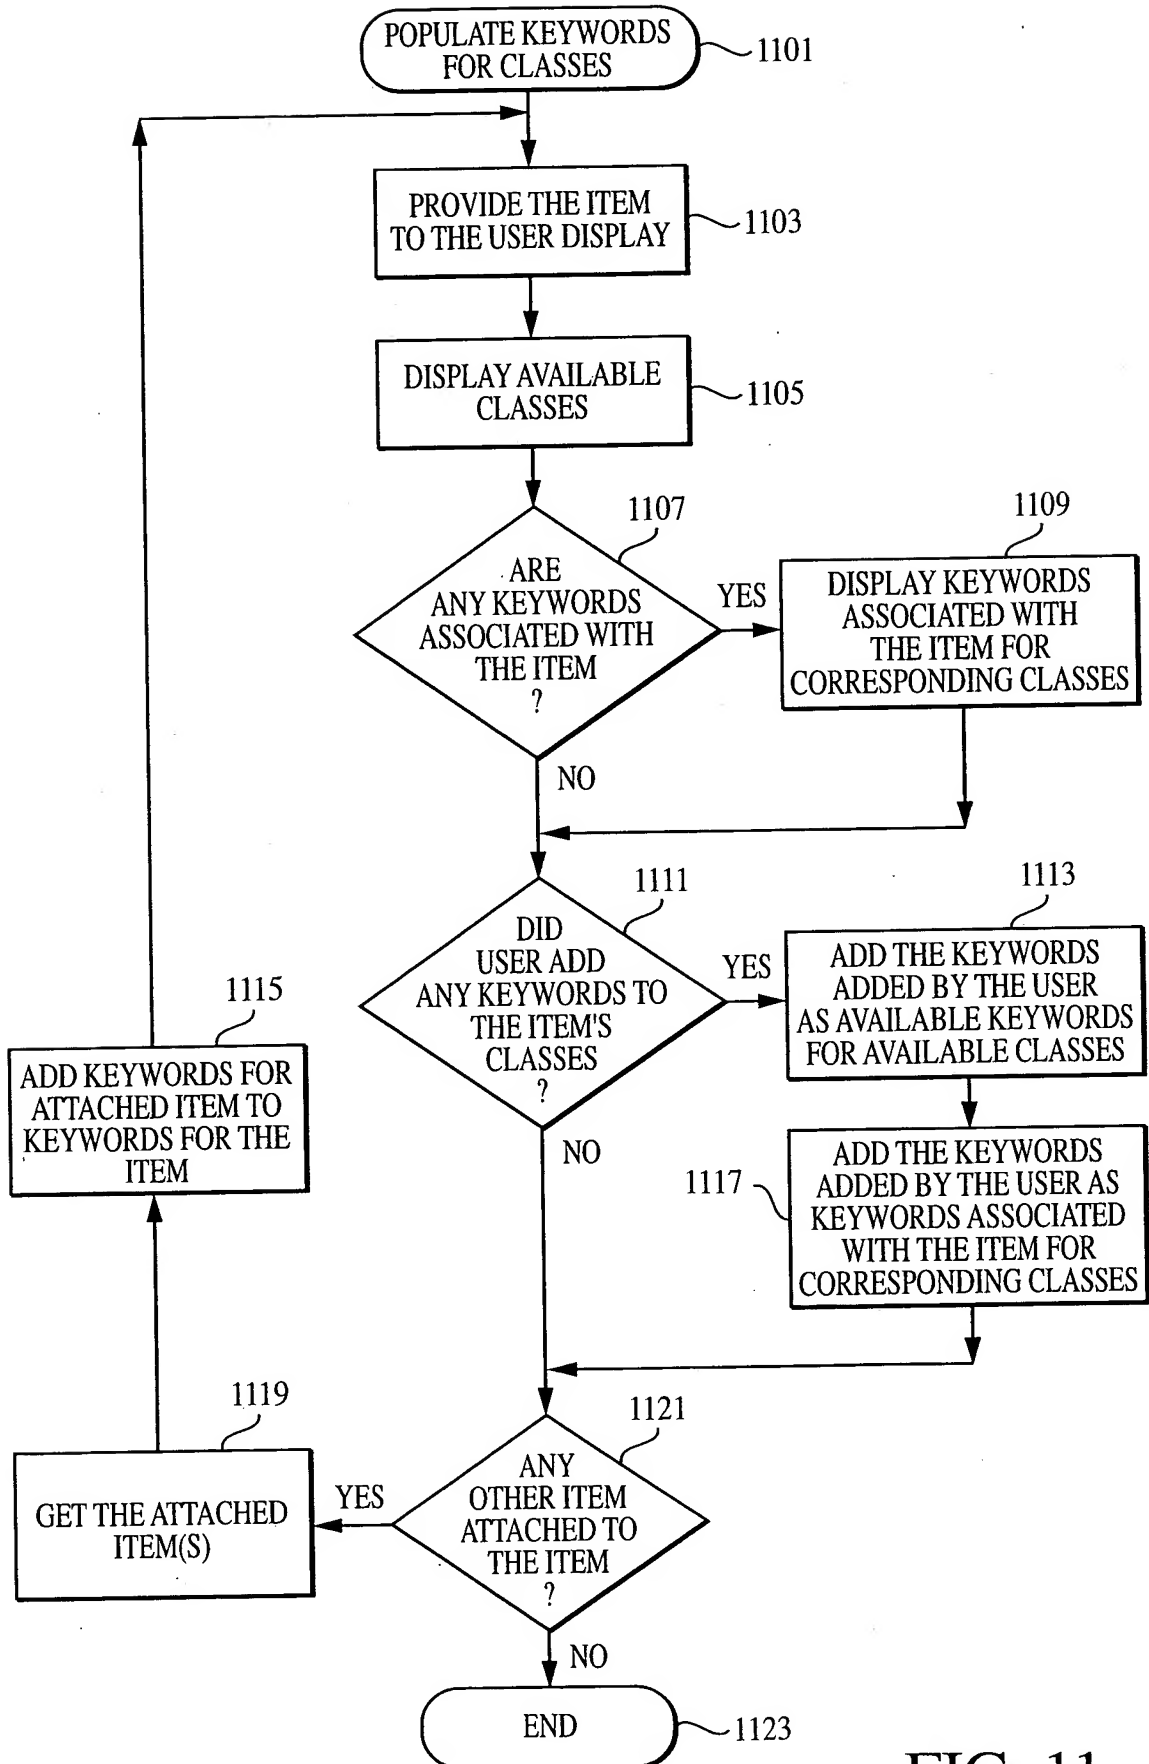 POPULATE KEYWORDS
FOR CLASSES
1101
PROVIDE THE ITEM
TO THE USER DISPLAY
1103
DISPLAY AVAILABLE
CLASSES
1105
1107
ARE
ANY KEYWORDS
ASSOCIATED WITH
THE ITEM
?
YES
1109
DISPLAY KEYWORDS
ASSOCIATED WITH
THE ITEM FOR
CORRESPONDING CLASSES
NO
1111
DID
USER ADD
ANY KEYWORDS TO
THE ITEM'S
CLASSES
?
YES
1113
ADD THE KEYWORDS
ADDED BY THE USER
AS AVAILABLE KEYWORDS
FOR AVAILABLE CLASSES
1115
ADD KEYWORDS FOR
ATTACHED ITEM TO
KEYWORDS FOR THE
ITEM
NO
1117
ADD THE KEYWORDS
ADDED BY THE USER AS
KEYWORDS ASSOCIATED
WITH THE ITEM FOR
CORRESPONDING CLASSES
1119
GET THE ATTACHED
ITEM(S)
YES
1121
ANY
OTHER ITEM
ATTACHED TO
THE ITEM
?
NO
END
1123
FIG. 11